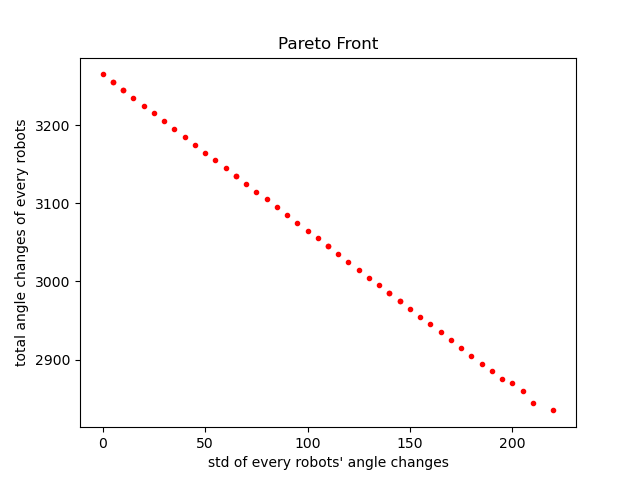 Pareto Front
total angle changes of every robots
3200
3100
3000
2900
0 50 100 150 200
std of every robots' angle changes